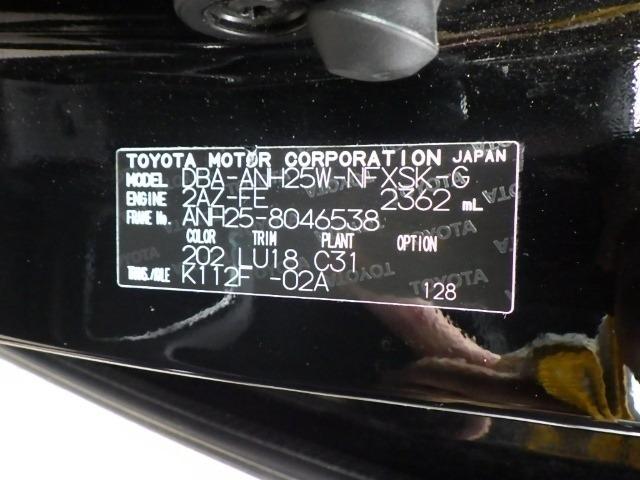 TOYOTA MOTOR CORPORATION JAPAN
MODEL DBA-ANH25W-NFXSK-G
ENGINE 2AZ-FE 2362 mL
FRAME No. ANH25-8046538
COLOR TRIM PLANT OPTION
202 LU18 C31
TRANS./AXLE K112F -02A 128